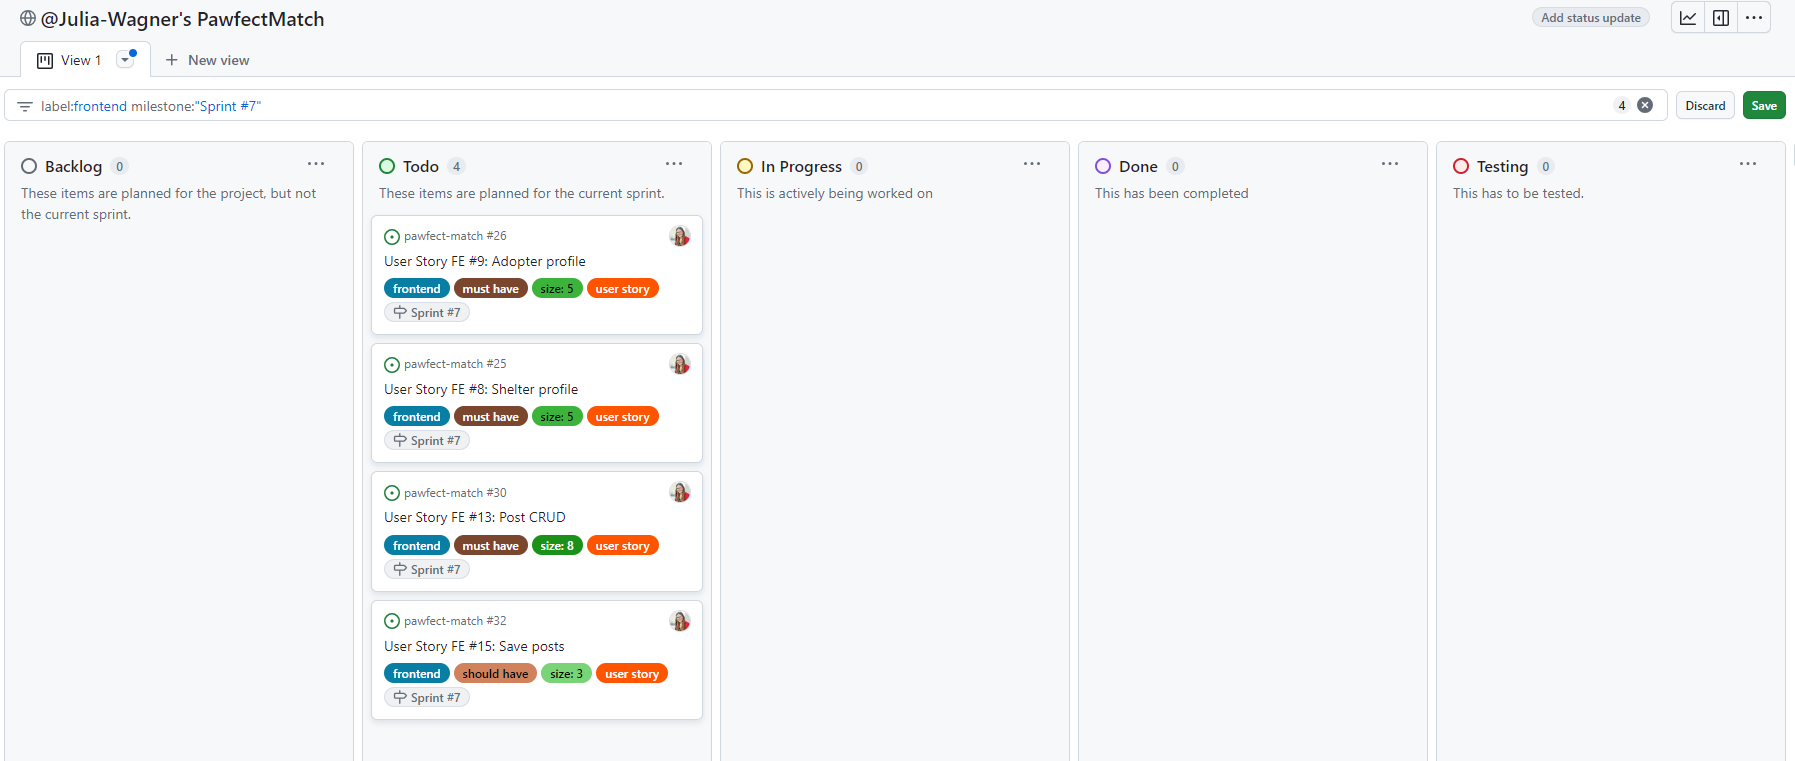 @Julia-Wagner's PawfectMatch
Add status update
View 1
New view
label:frontend milestone:"Sprint #7"
4
Discard
Save
Backlog 0
These items are planned for the project, but not
the current sprint.
Todo 4
These items are planned for the current sprint.
pawfect-match #26
User Story FE #9: Adopter profile
frontend must have size: 5 user story
Sprint #7
pawfect-match #25
User Story FE #8: Shelter profile
frontend must have size: 5 user story
Sprint #7
pawfect-match #30
User Story FE #13: Post CRUD
frontend must have size: 8 user story
Sprint #7
pawfect-match #32
User Story FE #15: Save posts
frontend should have size: 3 user story
Sprint #7
In Progress 0
This is actively being worked on
Done 0
This has been completed
Testing 0
This has to be tested.